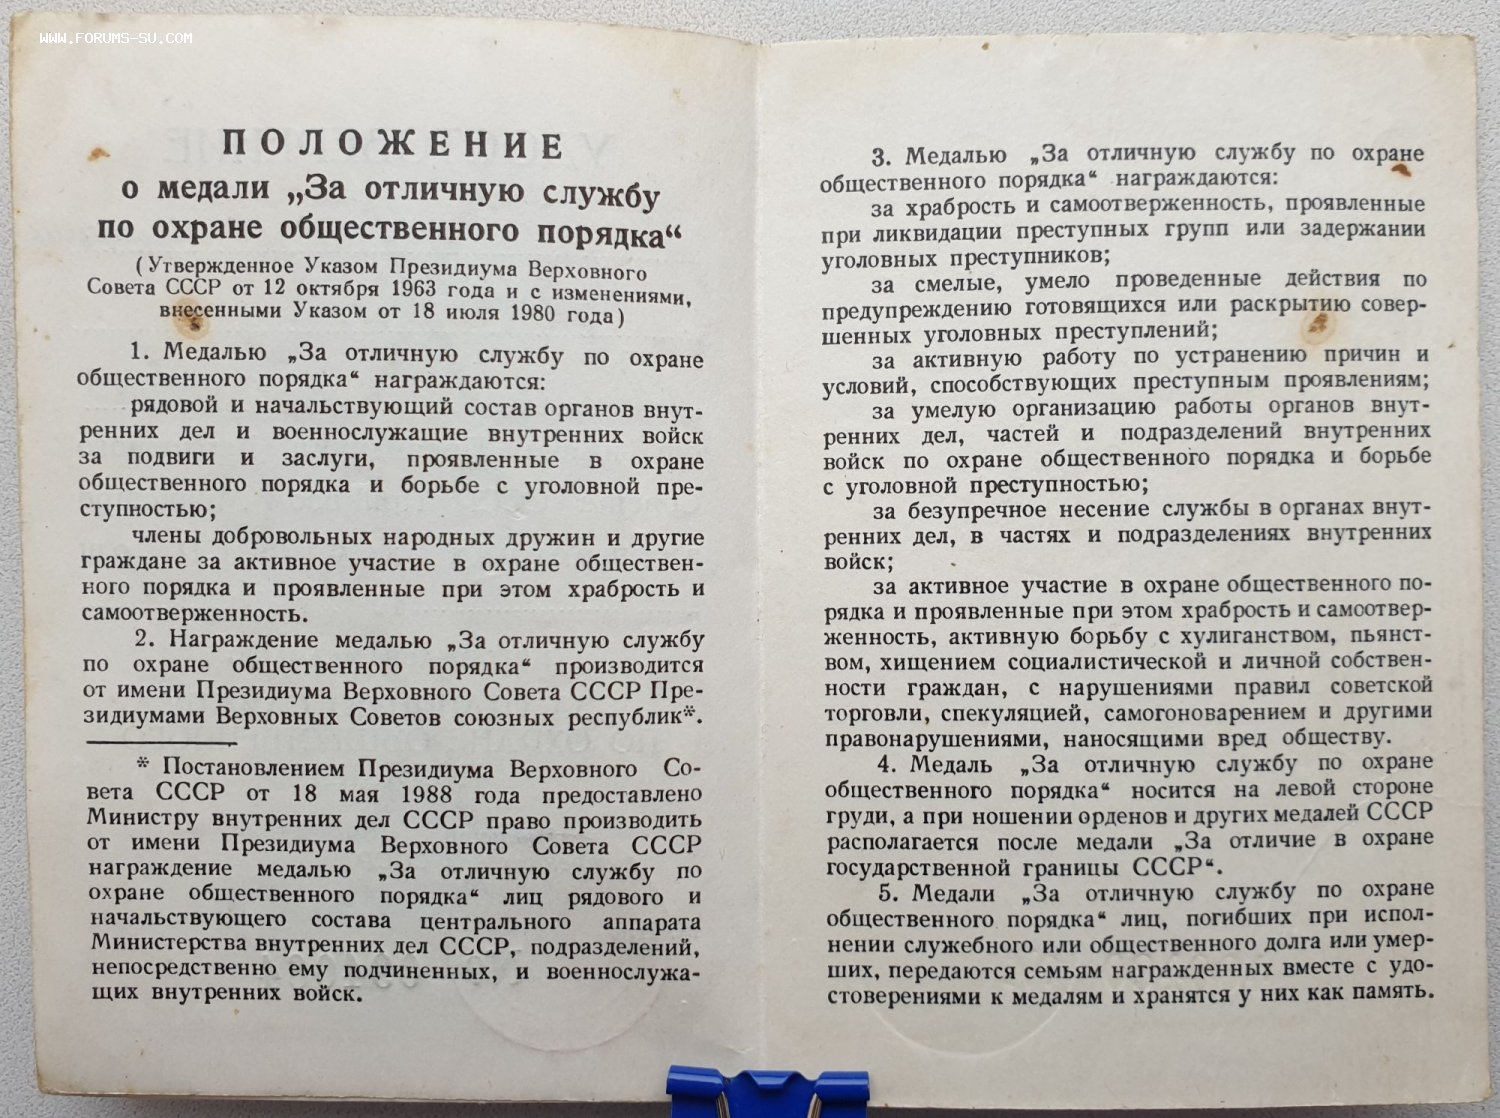 WWW.FORUMS-SU.COM
ПОЛОЖЕНИЕ
о медали „За отличную службу
по охране общественного порядка“
(Утвержденное Указом Президиума Верховного
Совета СССР от 12 октября 1963 года и с изменениями,
внесенными Указом от 18 июля 1980 года)
1. Медалью „За отличную службу по охране
общественного порядка“ награждаются:
рядовой и начальствующий состав органов внут-
ренних дел и военнослужащие внутренних войск
за подвиги и заслуги, проявленные в охране
общественного порядка и борьбе с уголовной пре-
ступностью;
члены добровольных народных дружин и другие
граждане за активное участие в охране обществен-
ного порядка и проявленные при этом храбрость и
самоотверженность.
2. Награждение медалью „За отличную службу
по охране общественного порядка“ производится
от имени Президиума Верховного Совета СССР Пре-
зидиумами Верховных Советов союзных республик*.
* Постановлением Президиума Верховного Со-
вета СССР от 18 мая 1988 года предоставлено
Министру внутренних дел СССР право производить
от имени Президиума Верховного Совета СССР
награждение медалью „За отличную службу по
охране общественного порядка“ лиц рядового и
начальствующего состава центрального аппарата
Министерства внутренних дел СССР, подразделений,
непосредственно ему подчиненных, и военнослужа-
щих внутренних войск.
3. Медалью „За отличную службу по охране
общественного порядка“ награждаются:
за храбрость и самоотверженность, проявленные
при ликвидации преступных групп или задержании
уголовных преступников;
за смелые, умело проведенные действия по
предупреждению готовящихся или раскрытию совер-
шенных уголовных преступлений;
за активную работу по устранению причин и
условий, способствующих преступным проявлениям;
за умелую организацию работы органов внут-
ренних дел, частей и подразделений внутренних
войск по охране общественного порядка и борьбе
с уголовной преступностью;
за безупречное несение службы в органах внут-
ренних дел, в частях и подразделениях внутренних
войск;
за активное участие в охране общественного по-
рядка и проявленные при этом храбрость и самоотвер-
женность, активную борьбу с хулиганством, пьянст-
вом, хищением социалистической и личной собствен-
ности граждан, с нарушениями правил советской
торговли, спекуляцией, самогоноварением и другими
правонарушениями, наносящими вред обществу.
4. Медаль „За отличную службу по охране
общественного порядка“ носится на левой стороне
груди, а при ношении орденов и других медалей СССР
располагается после медали „За отличие в охране
государственной границы СССР“.
5. Медали „За отличную службу по охране
общественного порядка“ лиц, погибших при испол-
нении служебного или общественного долга или умер-
ших, передаются семьям награжденных вместе с удо-
стоверениями к медалям и хранятся у них как память.